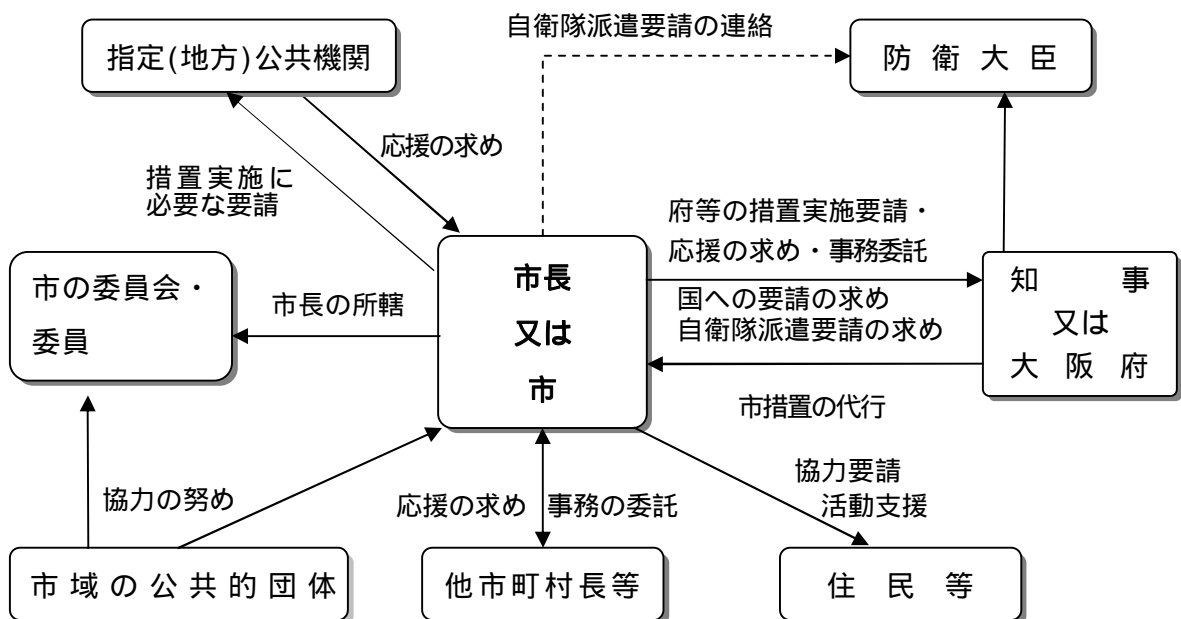 自衛隊派遣要請の連絡
指定(地方)公共機関
防衛大臣
応援の求め
措置実施に
必要な要請
府等の措置実施要請・
応援の求め・事務委託
市の委員会・
委員
市長の所轄
市長
又は
市
国への要請の求め
自衛隊派遣要請の求め
知事
又は
大阪府
市措置の代行
協力の努め
応援の求め
事務の委託
協力要請
活動支援
市域の公共的団体
他市町村長等
住民等